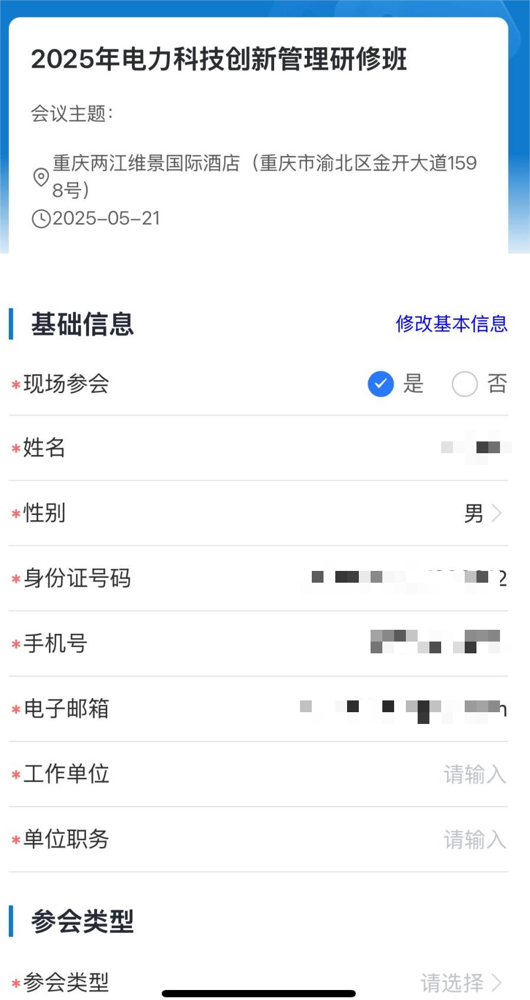 2025年电力科技创新管理研修班
会议主题：
重庆两江维景国际酒店（重庆市渝北区金开大道159
8号）
2025-05-21
基础信息 修改基本信息
*现场参会 是 否
*姓名
*性别 男
*身份证号码 2
*手机号
*电子邮箱
*工作单位 请输入
*单位职务 请输入
参会类型
*参会类型 请选择